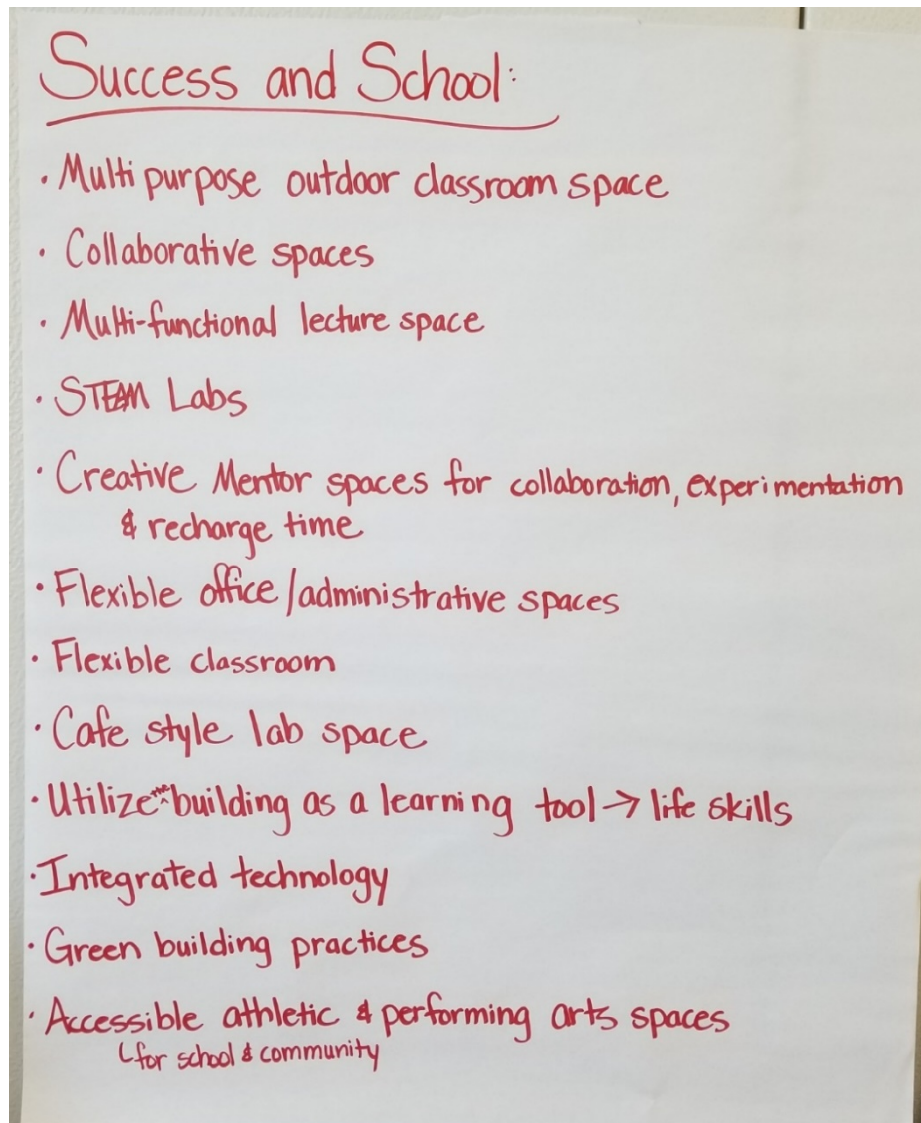 Success and School:
· Multi purpose outdoor classroom space
· Collaborative spaces
· Multi-functional lecture space
· STEAM Labs
· Creative Mentor spaces for collaboration, experimentation
& recharge time
· Flexible office/administrative spaces
· Flexible classroom
· Cafe style lab space
· Utilize the building as a learning tool → life skills
· Integrated technology
· Green building practices
· Accessible athletic & performing arts spaces
for school & community